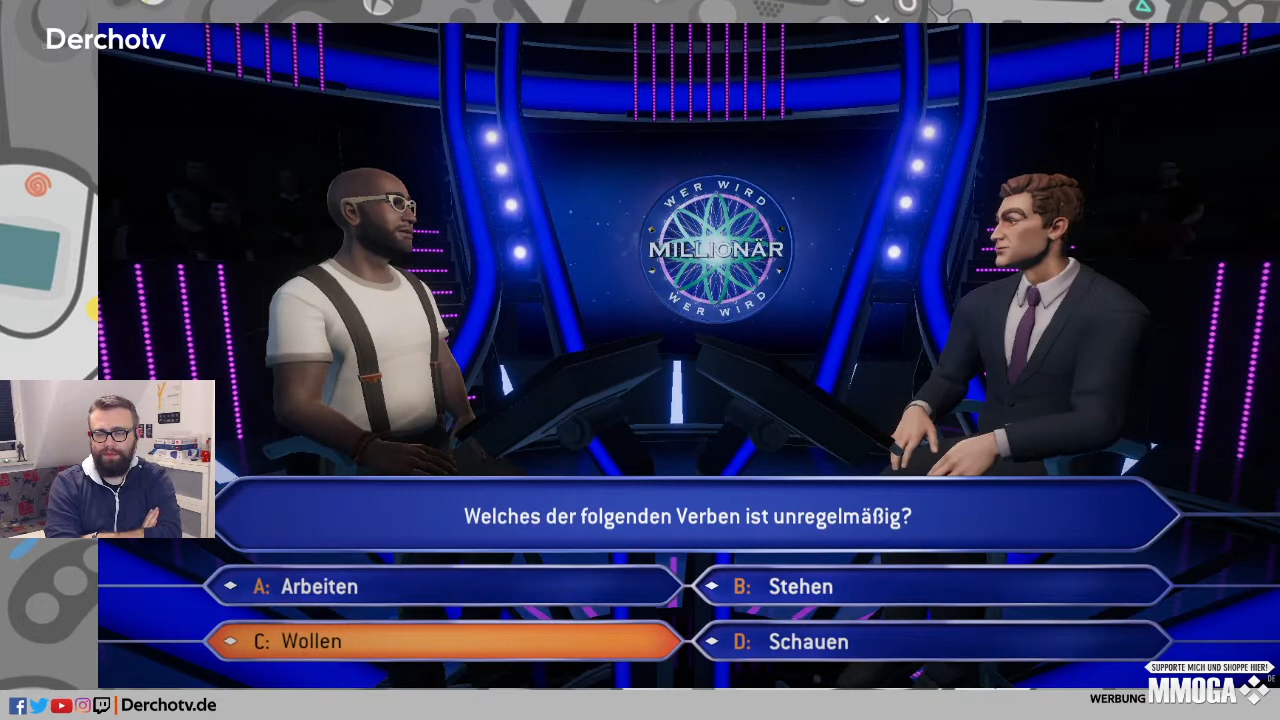 Derchotv
WER WIRD
MILLIONÄR
WER WIRD
Welches der folgenden Verben ist unregelmäßig?
A: Arbeiten
B: Stehen
C: Wollen
D: Schauen
SUPPORTE MICH UND SHOPPE HIER!
WERBUNG MMOGA .DE
Derchotv.de